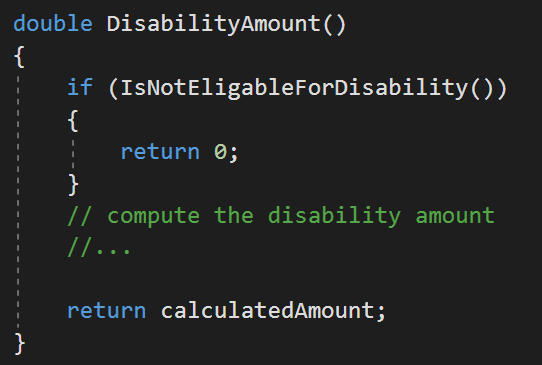 double DisabilityAmount()
{
if (IsNotEligableForDisability())
{
return 0;
}
// compute the disability amount
//...
return calculatedAmount;
}